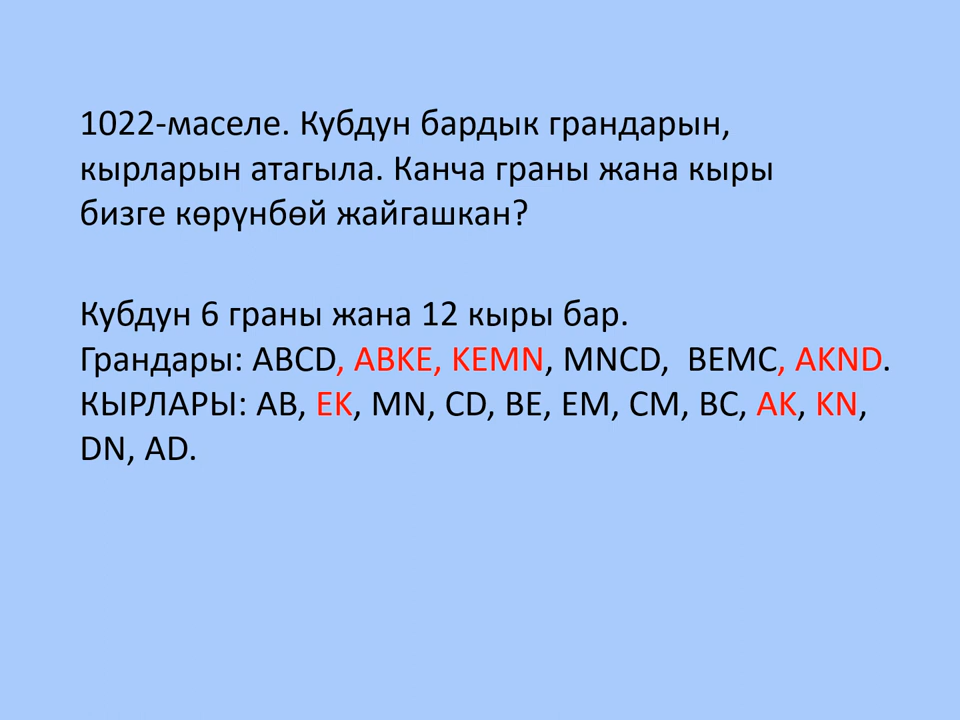 1022-маселе. Кубдун бардык грандарын,
кырларын атагыла. Канча граны жана кыры
бизге көрүнбөй жайгашкан?
Кубдун 6 граны жана 12 кыры бар.
Грандары: ABCD, ABKE, KEMN, MNCD, BEMC, AKND.
КЫРЛАРЫ: AB, EK, MN, CD, BE, EM, CM, BC, AK, KN,
DN, AD.